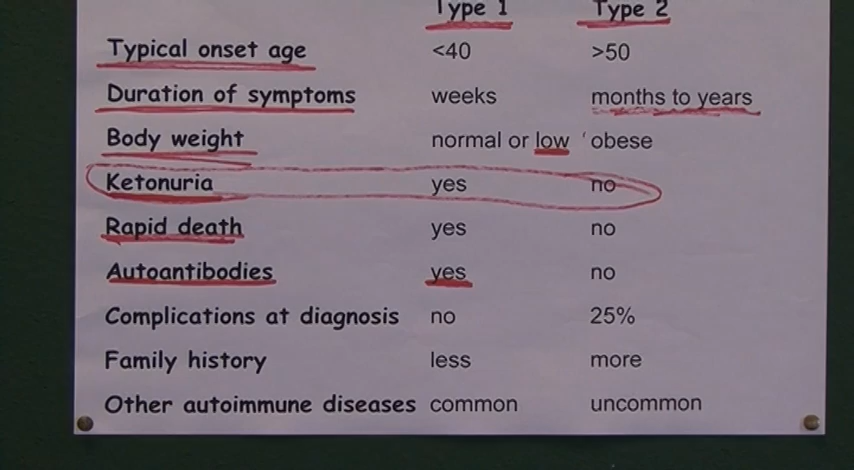 Type 1 Type 2
Typical onset age <40 >50
Duration of symptoms weeks months to years
Body weight normal or low obese
Ketonuria yes no
Rapid death yes no
Autoantibodies yes no
Complications at diagnosis no 25%
Family history less more
Other autoimmune diseases common uncommon